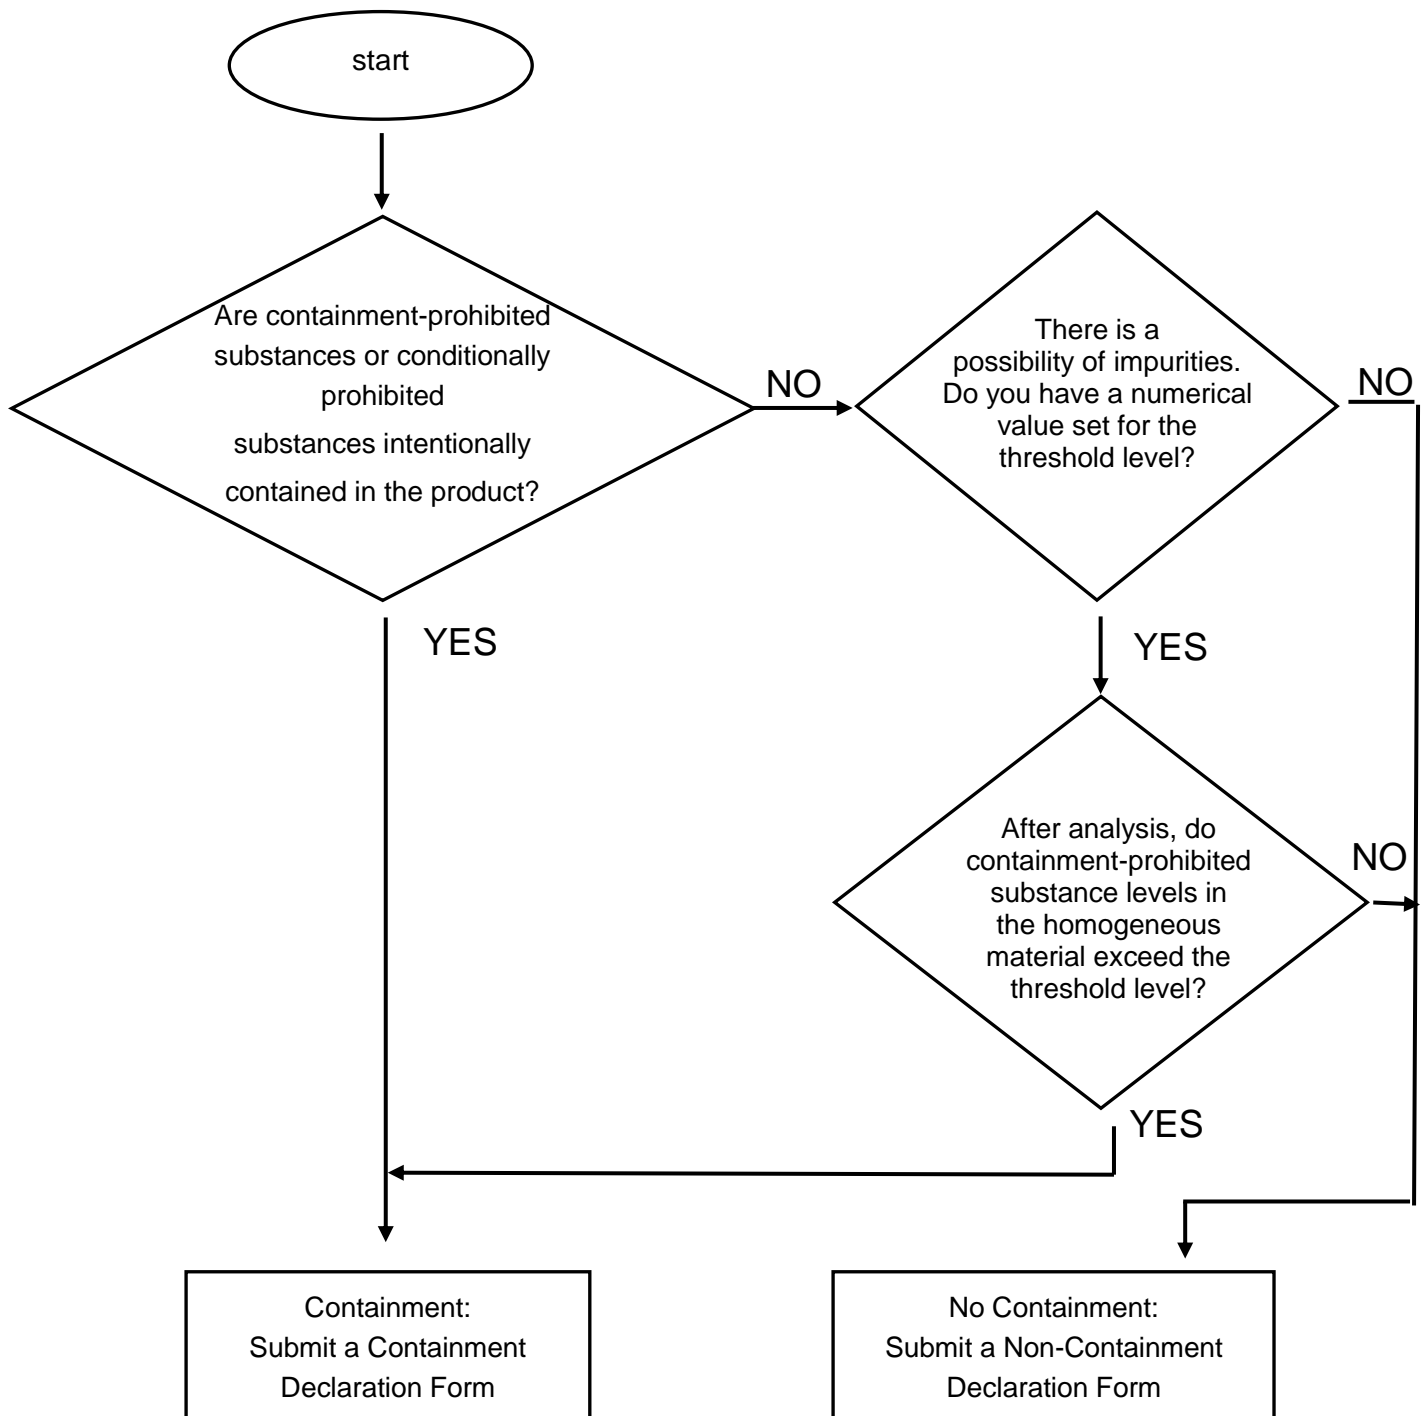 start
Are containment-prohibited
substances or conditionally
prohibited
substances intentionally
contained in the product?
NO
There is a
possibility of impurities.
Do you have a numerical
value set for the
threshold level?
NO
YES
YES
After analysis, do
containment-prohibited
substance levels in
the homogeneous
material exceed the
threshold level?
NO
YES
Containment:
Submit a Containment
Declaration Form
No Containment:
Submit a Non-Containment
Declaration Form